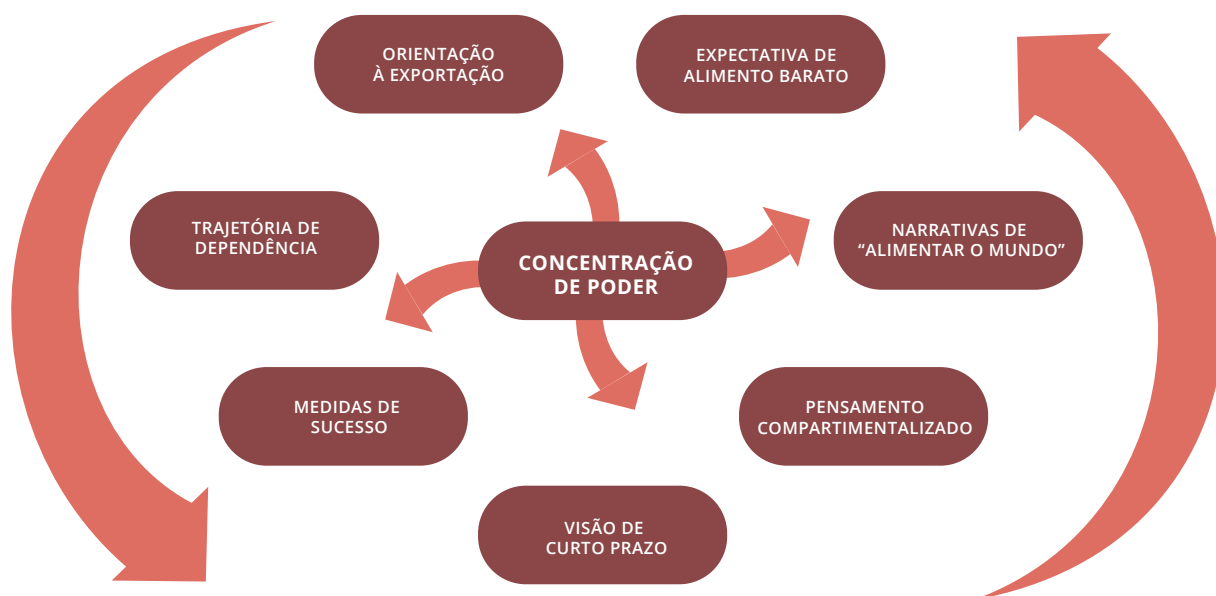 ORIENTAÇÃO
À EXPORTAÇÃO
EXPECTATIVA DE
ALIMENTO BARATO
TRAJETÓRIA DE
DEPENDÊNCIA
CONCENTRAÇÃO
DE PODER
NARRATIVAS DE
“ALIMENTAR O MUNDO”
MEDIDAS DE
SUCESSO
PENSAMENTO
COMPARTIMENTALIZADO
VISÃO DE
CURTO PRAZO